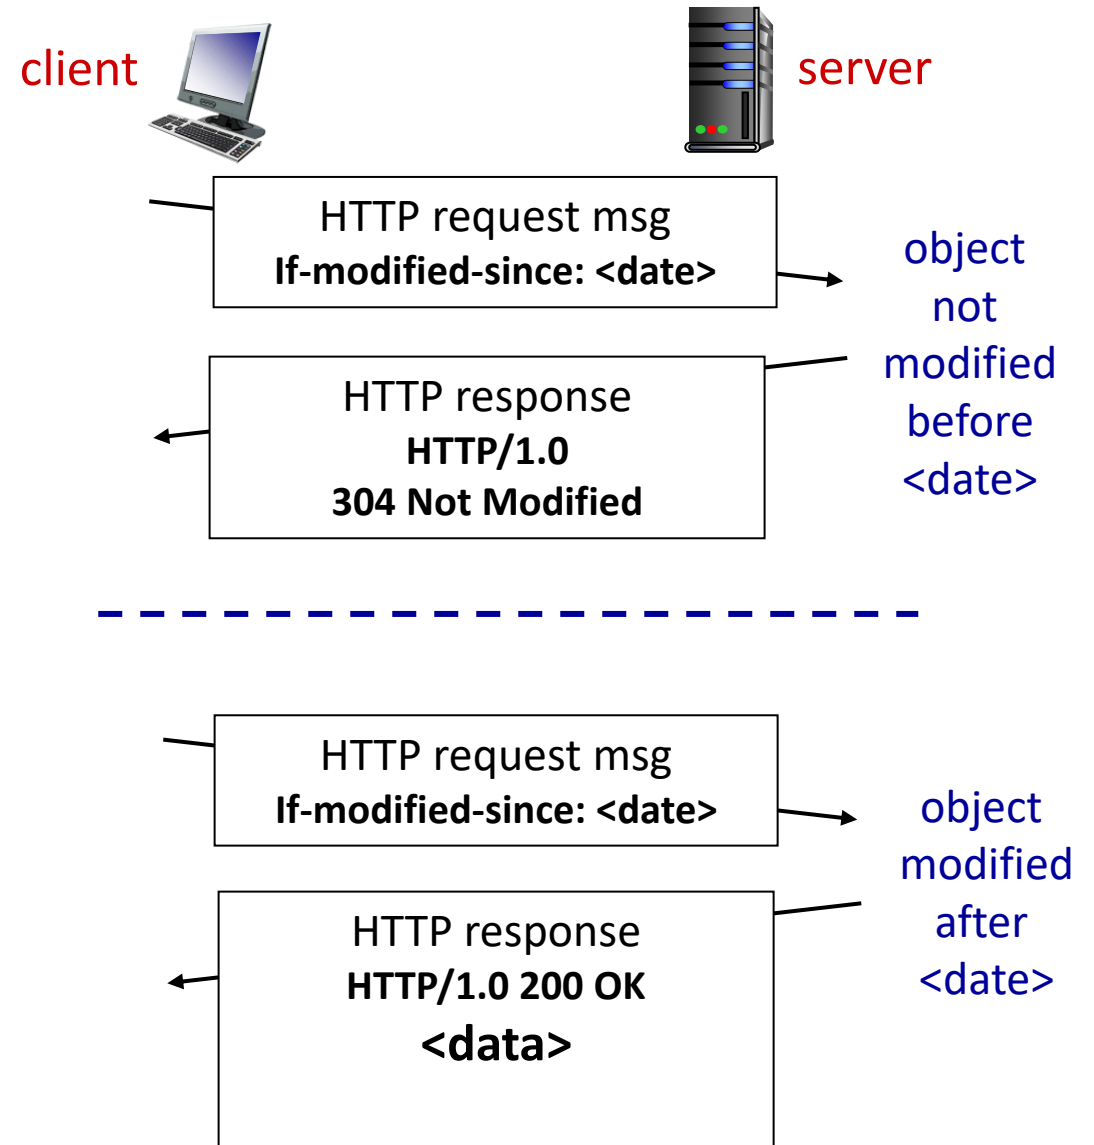 client
server
HTTP request msg
If-modified-since: <date>
object
not
modified
before
<date>
HTTP response
HTTP/1.0
304 Not Modified
HTTP request msg
If-modified-since: <date>
object
modified
after
<date>
HTTP response
HTTP/1.0 200 OK
<data>